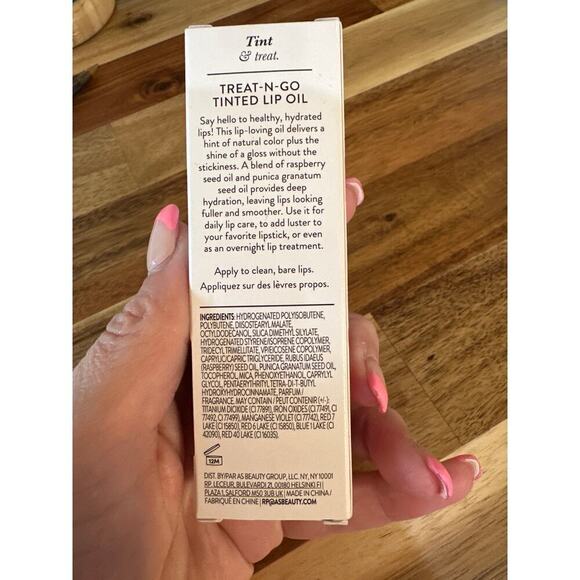 Tint
& treat.
TREAT-N-GO
TINTED LIP OIL
Say hello to healthy, hydrated
lips! This lip-loving oil delivers a
hint of natural color plus the
shine of a gloss without the
stickiness. A blend of raspberry
seed oil and punica granatum
seed oil provides deep
hydration, leaving lips looking
fuller and smoother. Use it for
daily lip care, to add luster to
your favorite lipstick, or even
as an overnight lip treatment.
Apply to clean, bare lips.
Appliquez sur des lèvres propres.
INGREDIENTS: HYDROGENATED POLYISOBUTENE,
POLYBUTENE, DIISOSTEARYL MALATE,
OCTYLDODECANOL, SILICA DIMETHYL SILYLATE,
HYDROGENATED STYRENE/ISOPRENE COPOLYMER,
TRIDECYL TRIMELLITATE, VP/EICOSENE COPOLYMER,
CAPRYLIC/CAPRIC TRIGLYCERIDE, RUBUS IDAEUS
(RASPBERRY) SEED OIL, PUNICA GRANATUM SEED OIL,
TOCOPHEROL, MICA, PHENOXYETHANOL, CAPRYLYL
GLYCOL, PENTAERYTHRITYL TETRA-DI-T-BUTYL
HYDROXYHYDROCINNAMATE, PARFUM /
FRAGRANCE. MAY CONTAIN / PEUT CONTENIR (+/-):
TITANIUM DIOXIDE (CI 77891), IRON OXIDES (CI 77491, CI
77492, CI 77499), MANGANESE VIOLET (CI 77742), RED 7
LAKE (CI 15850), RED 6 LAKE (CI 15850), BLUE 1 LAKE (CI
42090), RED 40 LAKE (CI 16035).
12M
DIST. BY/PAR AS BEAUTY GROUP, LLC. NY, NY 10001
RP, LECEUR, BULEVARDI 21, 00180 HELSINKI FI |
PLAZA 1, SALFORD M50 3UB UK | MADE IN CHINA /
FABRIQUÉ EN CHINE | RP@ASBEAUTY.COM